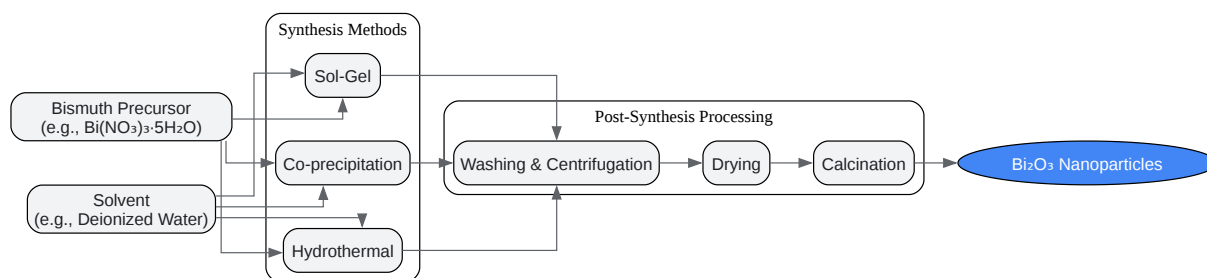 Synthesis Methods
Sol-Gel
Bismuth Precursor
(e.g., Bi(NO₃)₃·5H₂O)
Post-Synthesis Processing
Co-precipitation
Washing & Centrifugation
Drying
Calcination
Bi₂O₃ Nanoparticles
Solvent
(e.g., Deionized Water)
Hydrothermal